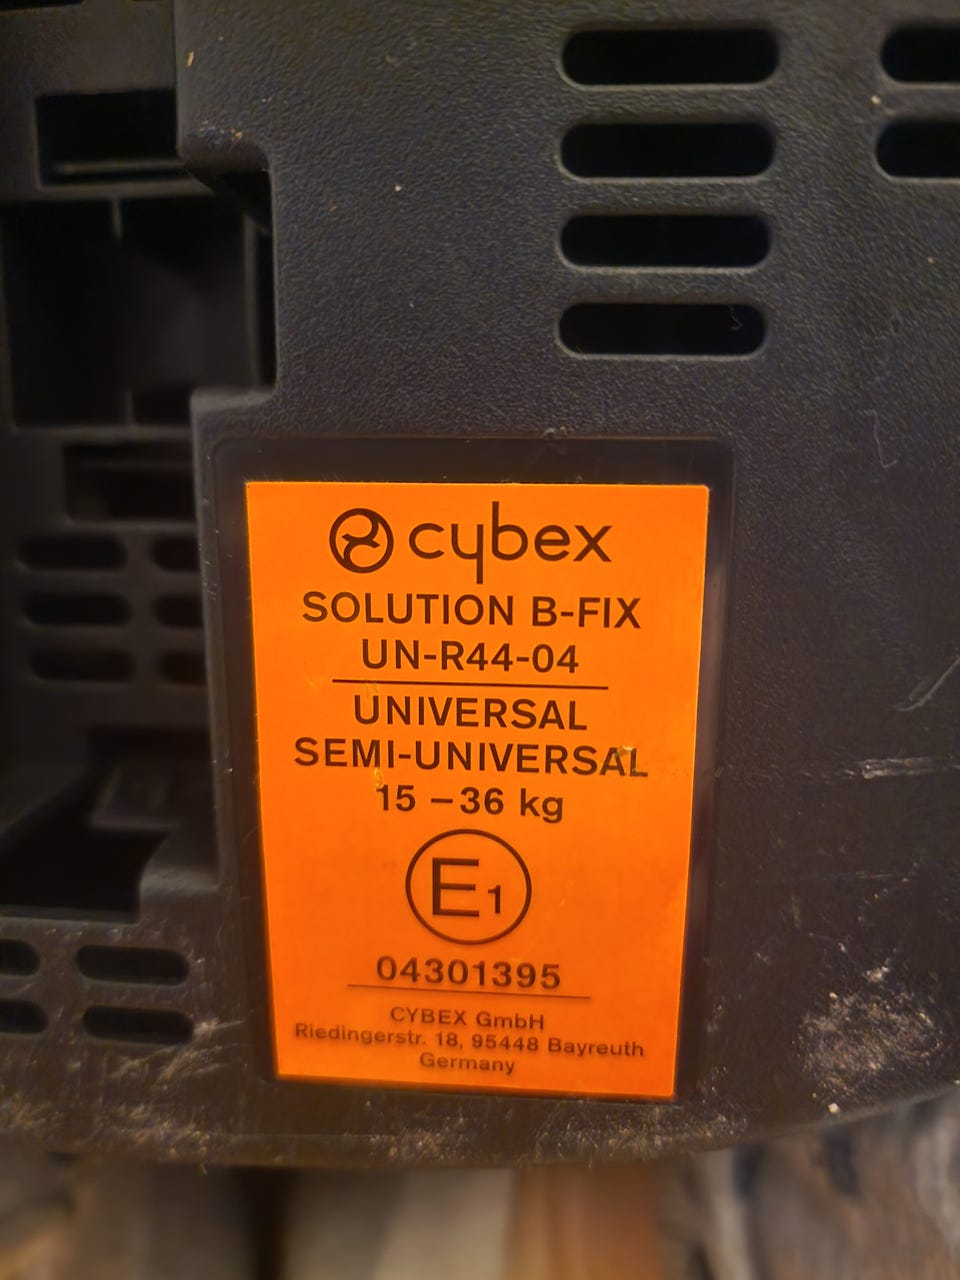 cybex
SOLUTION B-FIX
UN-R44-04
UNIVERSAL
SEMI-UNIVERSAL
15 – 36 kg
E1
04301395
CYBEX GmbH
Riedingerstr. 18, 95448 Bayreuth
Germany